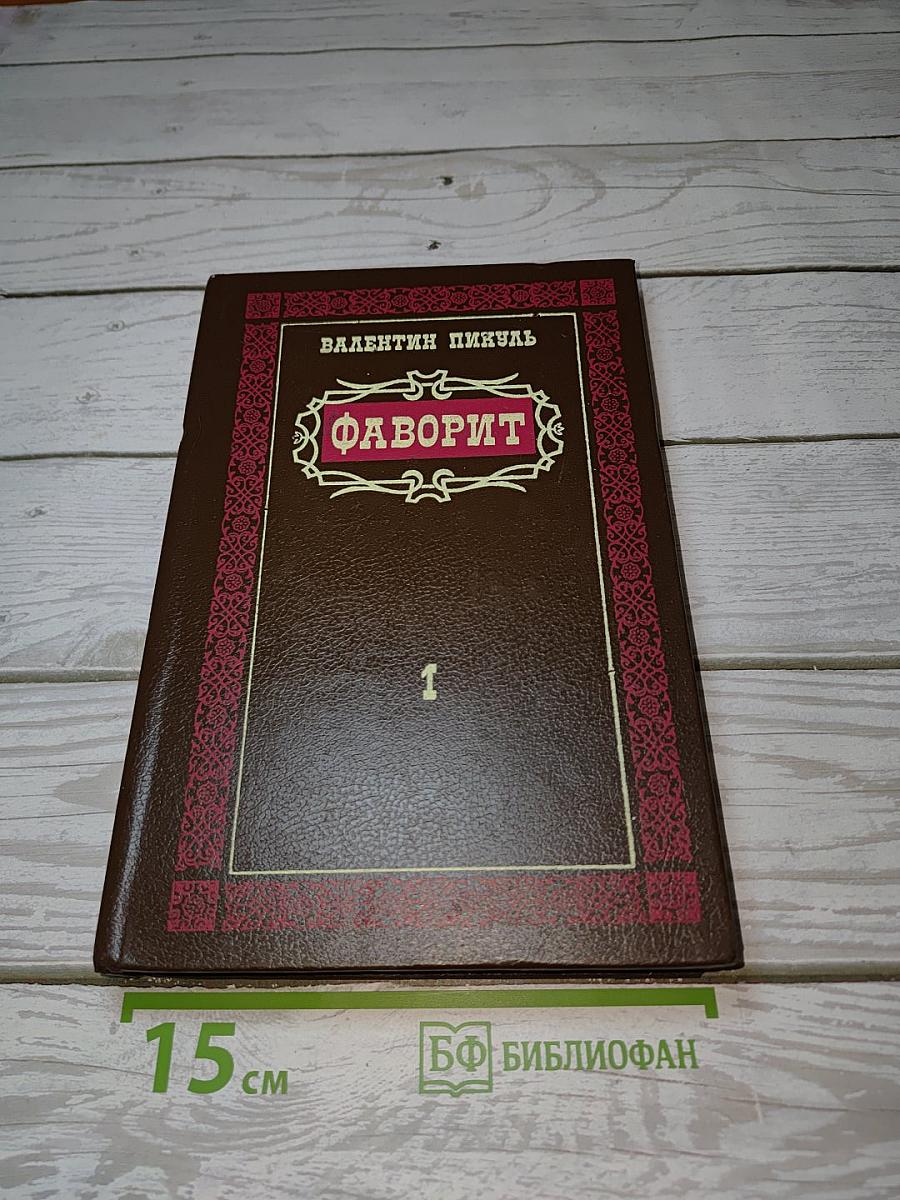 ВАЛЕНТИН ПИКУЛЬ
ФАВОРИТ
1
15 см
БФ БИБЛИОФАН